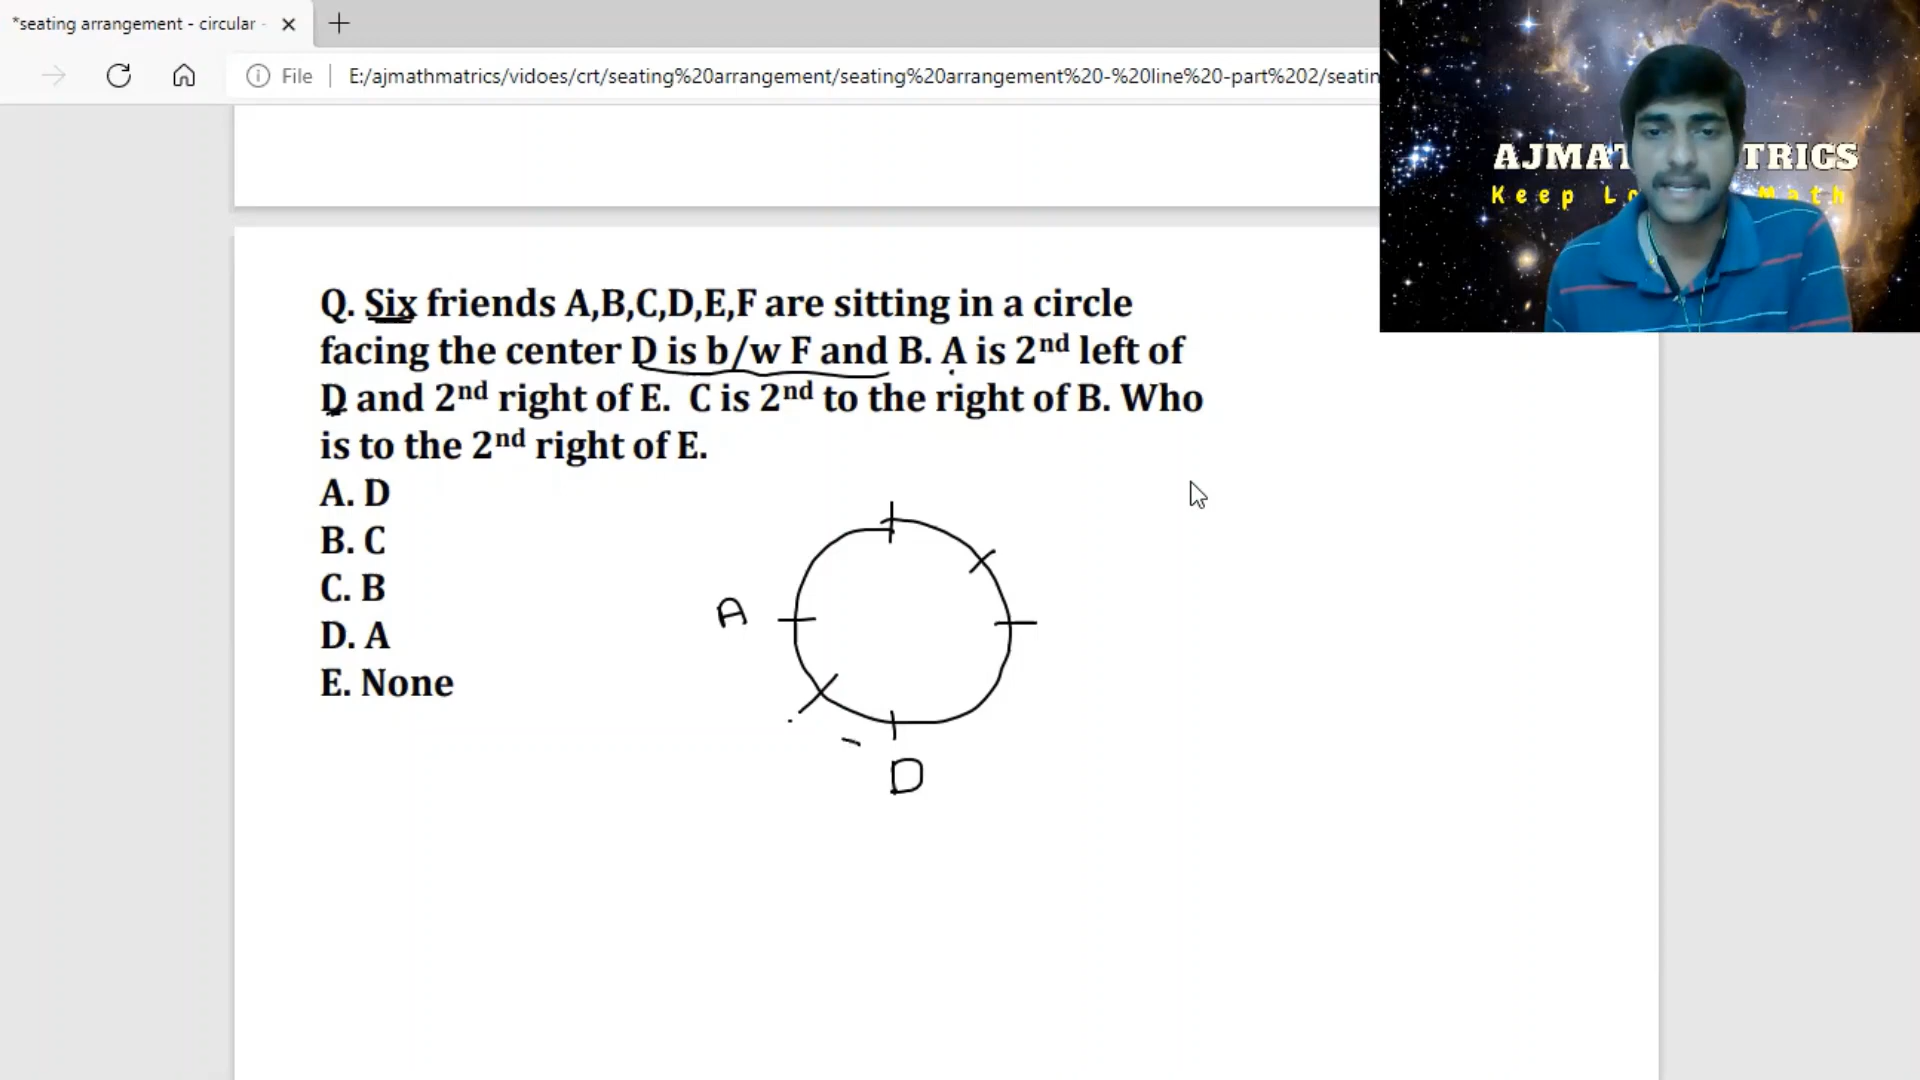 *seating arrangement - circular -
File
E:/ajmathmatrics/vidoes/crt/seating%20arrangement/seating%20arrangement%20-%20line%20-part%202/seatin
AJMAT TRICS
Keep L Math
Q. Six friends A,B,C,D,E,F are sitting in a circle
facing the center D is b/w F and B. A is 2nd left of
D and 2nd right of E. C is 2nd to the right of B. Who
is to the 2nd right of E.
A. D
B. C
C. B
D. A
E. None
A
D